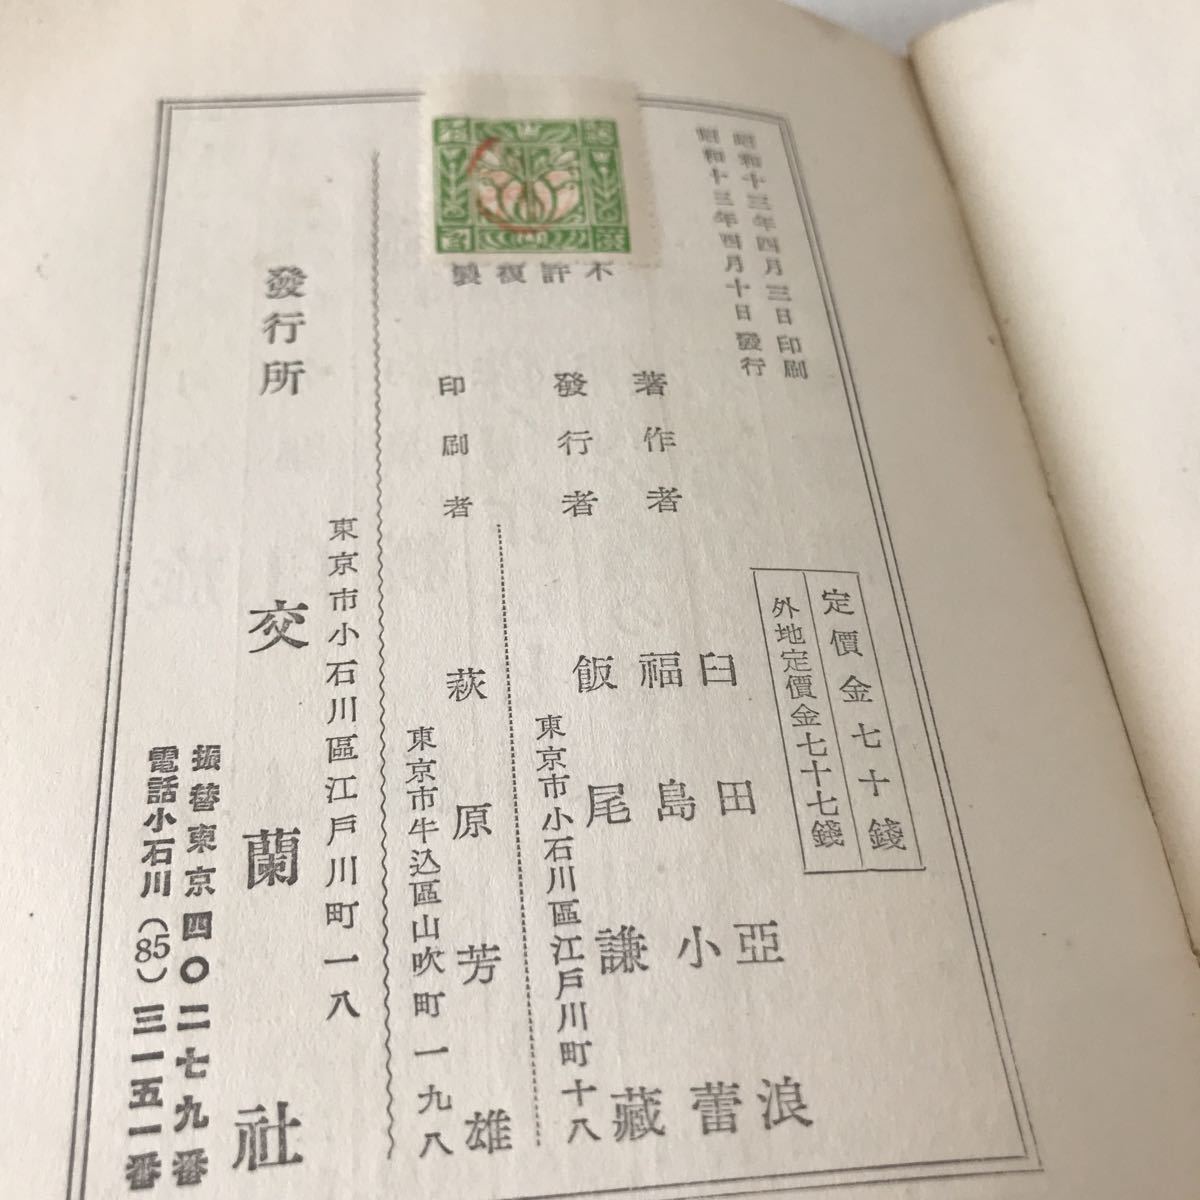 昭和十三年四月三日印刷
昭和十三年四月十日發行
定價金七十錢
外地定價金七十七錢
不許復製
著作者
臼田亞浪
福島小蕾
發行者
東京市小石川區江戸川町十八
飯尾謙藏
印刷者
東京市牛込區山吹町一九八
萩原芳雄
發行所
東京市小石川區江戸川町一八
交蘭社
振替東京四〇二七九番
電話小石川(85)三一五一番